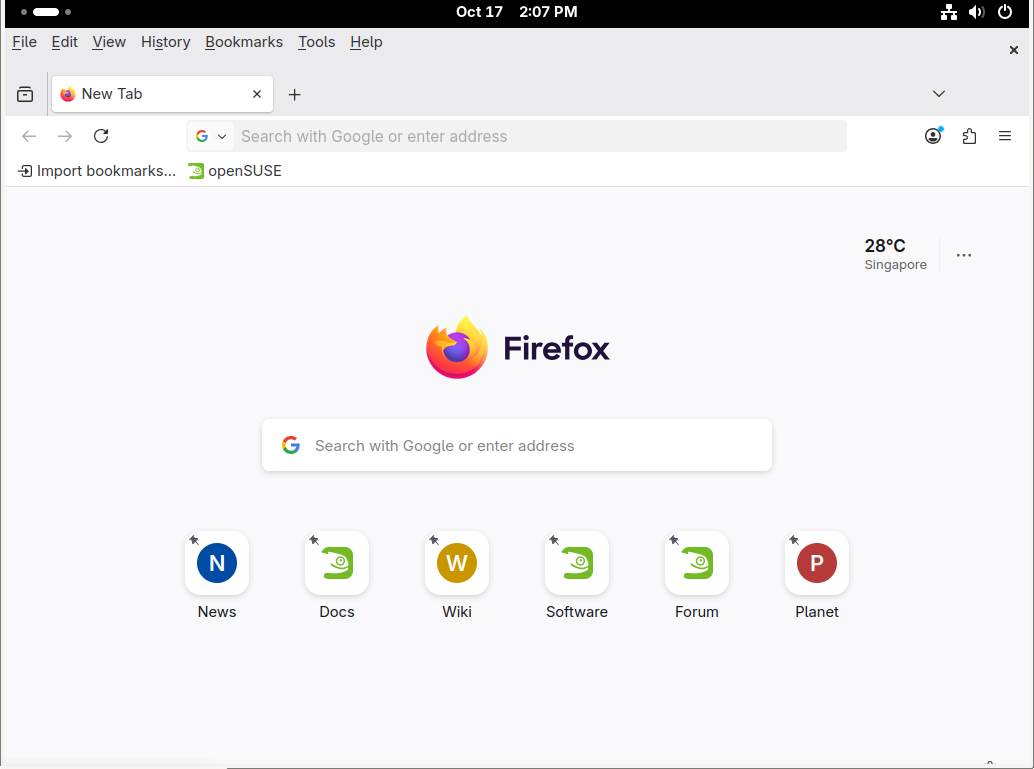 Oct 17 2:07 PM
File Edit View History Bookmarks Tools Help
New Tab
Search with Google or enter address
Import bookmarks... openSUSE
28°C
Singapore
Firefox
Search with Google or enter address
N W P
News Docs Wiki Software Forum Planet